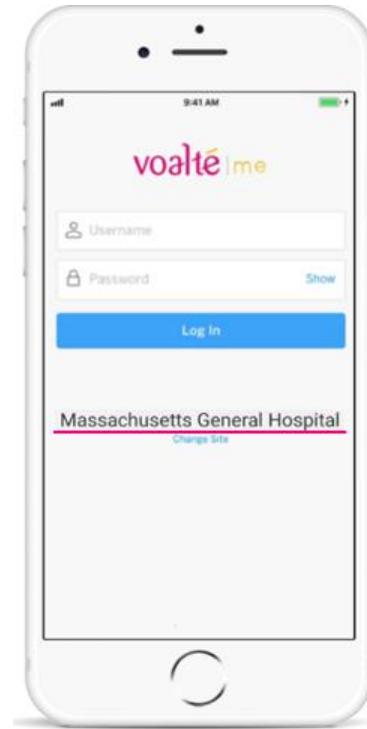 9:41 AM
voalté|me
Username
Password Show
Log In
Massachusetts General Hospital
Change Site